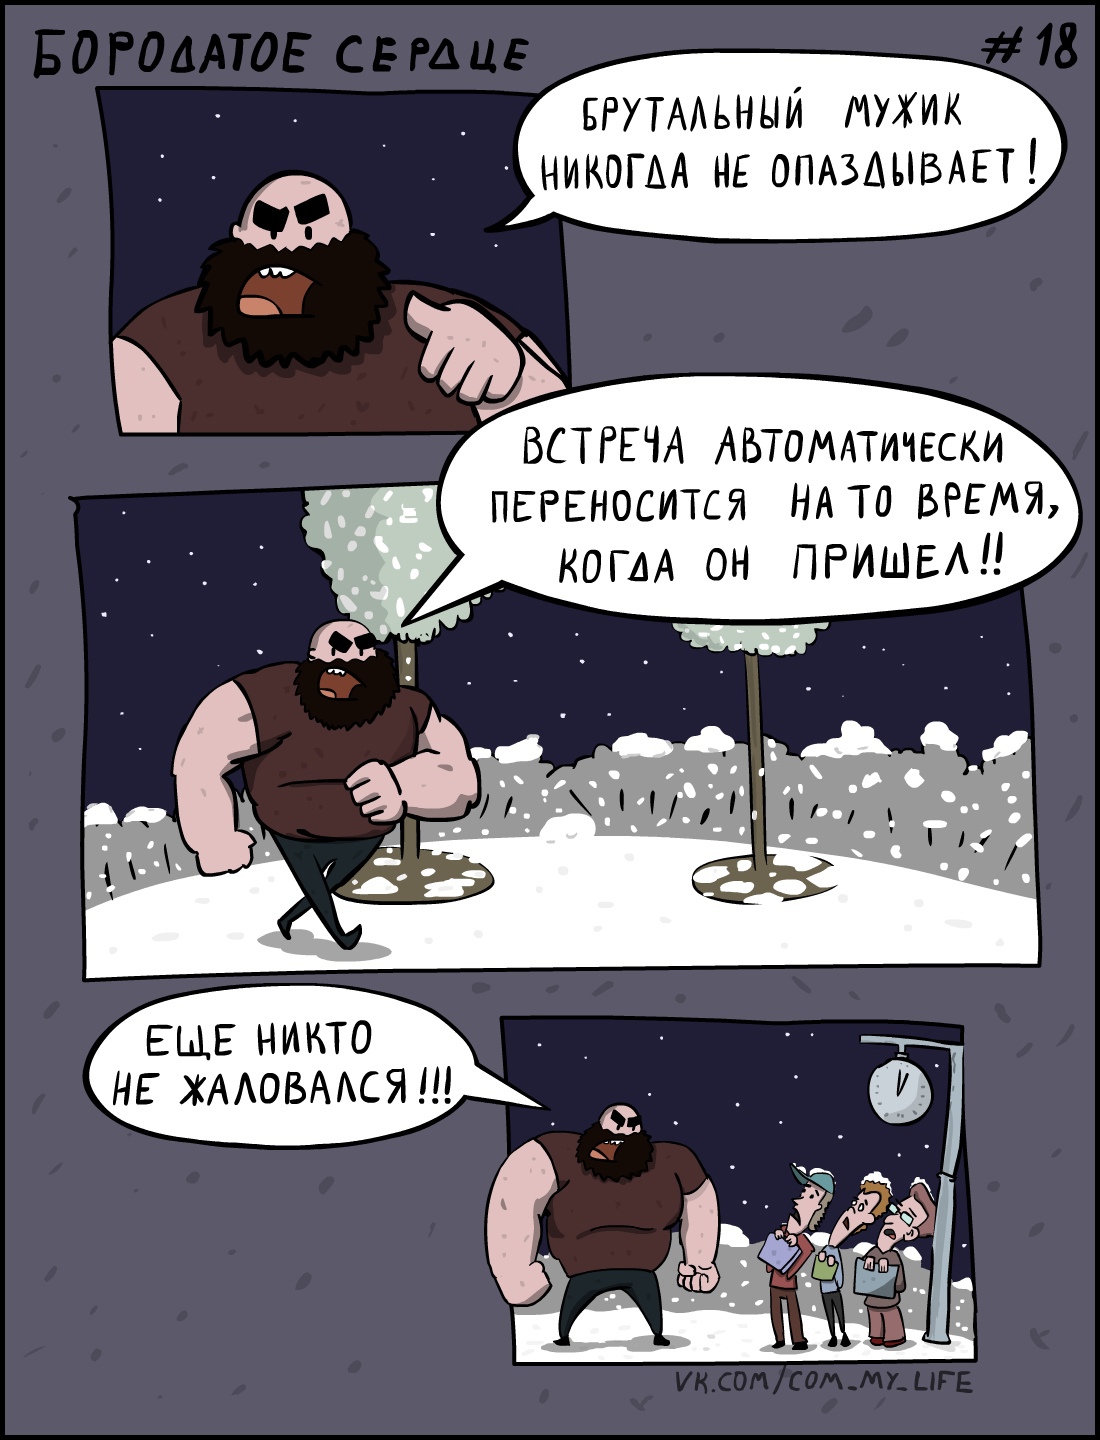 БОРОДАТОЕ СЕРДЦЕ #18
БРУТАЛЬНЫЙ МУЖИК
НИКОГДА НЕ ОПАЗДЫВАЕТ!
ВСТРЕЧА АВТОМАТИЧЕСКИ
ПЕРЕНОСИТСЯ НА ТО ВРЕМЯ,
КОГДА ОН ПРИШЕЛ!!
ЕЩЕ НИКТО
НЕ ЖАЛОВАЛСЯ!!!
VK.COM/COM_MY_LIFE